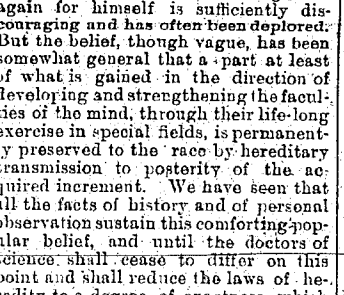 again for himself is sufficiently dis-
couraging and has often been deplored.
But the belief, though vague, has been
somewhat general that a part at least
of what is gained in the direction of
developing and strengthening the facul-
ties of the mind, through their life-long
exercise in special fields, is permanent-
ly preserved to the race by hereditary
transmission to posterity of the ac-
quired increment. We have seen that
all the facts of history and of personal
observation sustain this comforting pop-
ular belief, and until the doctors of
science shall cease to differ on this
point and shall reduce the laws of he-